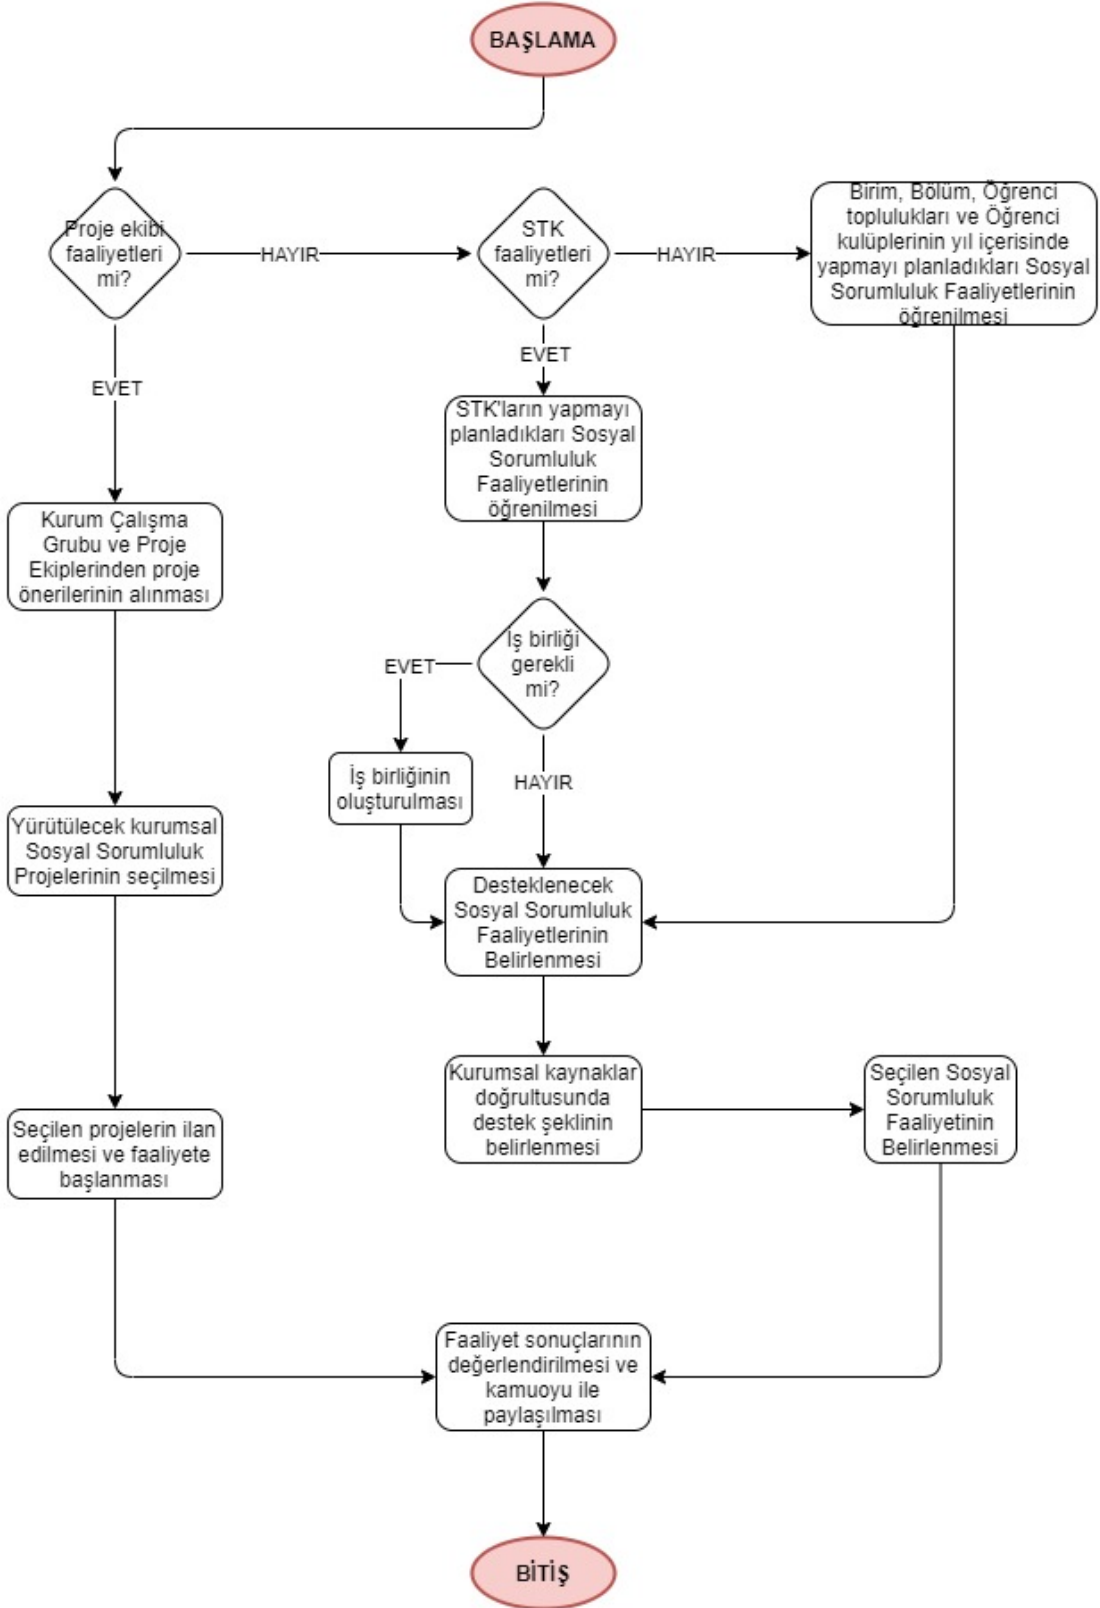 BAŞLAMA
Proje ekibi
faaliyetleri
mi?
HAYIR
STK
faaliyetleri
mi?
HAYIR
Birim, Bölüm, Öğrenci
toplulukları ve Öğrenci
kulüplerinin yıl içerisinde
yapmayı planladıkları Sosyal
Sorumluluk Faaliyetlerinin
öğrenilmesi
EVET
EVET
STK'ların yapmayı
planladıkları Sosyal
Sorumluluk
Faaliyetlerinin
öğrenilmesi
Kurum Çalışma
Grubu ve Proje
Ekiplerinden proje
önerilerinin alınması
İş birliği
gerekli
mi?
EVET
HAYIR
İş birliğinin
oluşturulması
Yürütülecek kurumsal
Sosyal Sorumluluk
Projelerinin seçilmesi
Desteklenecek
Sosyal Sorumluluk
Faaliyetlerinin
Belirlenmesi
Kurumsal kaynaklar
doğrultusunda
destek şeklinin
belirlenmesi
Seçilen Sosyal
Sorumluluk
Faaliyetinin
Belirlenmesi
Seçilen projelerin ilan
edilmesi ve faaliyete
başlanması
Faaliyet sonuçlarının
değerlendirilmesi ve
kamuoyu ile
paylaşılması
BİTİŞ